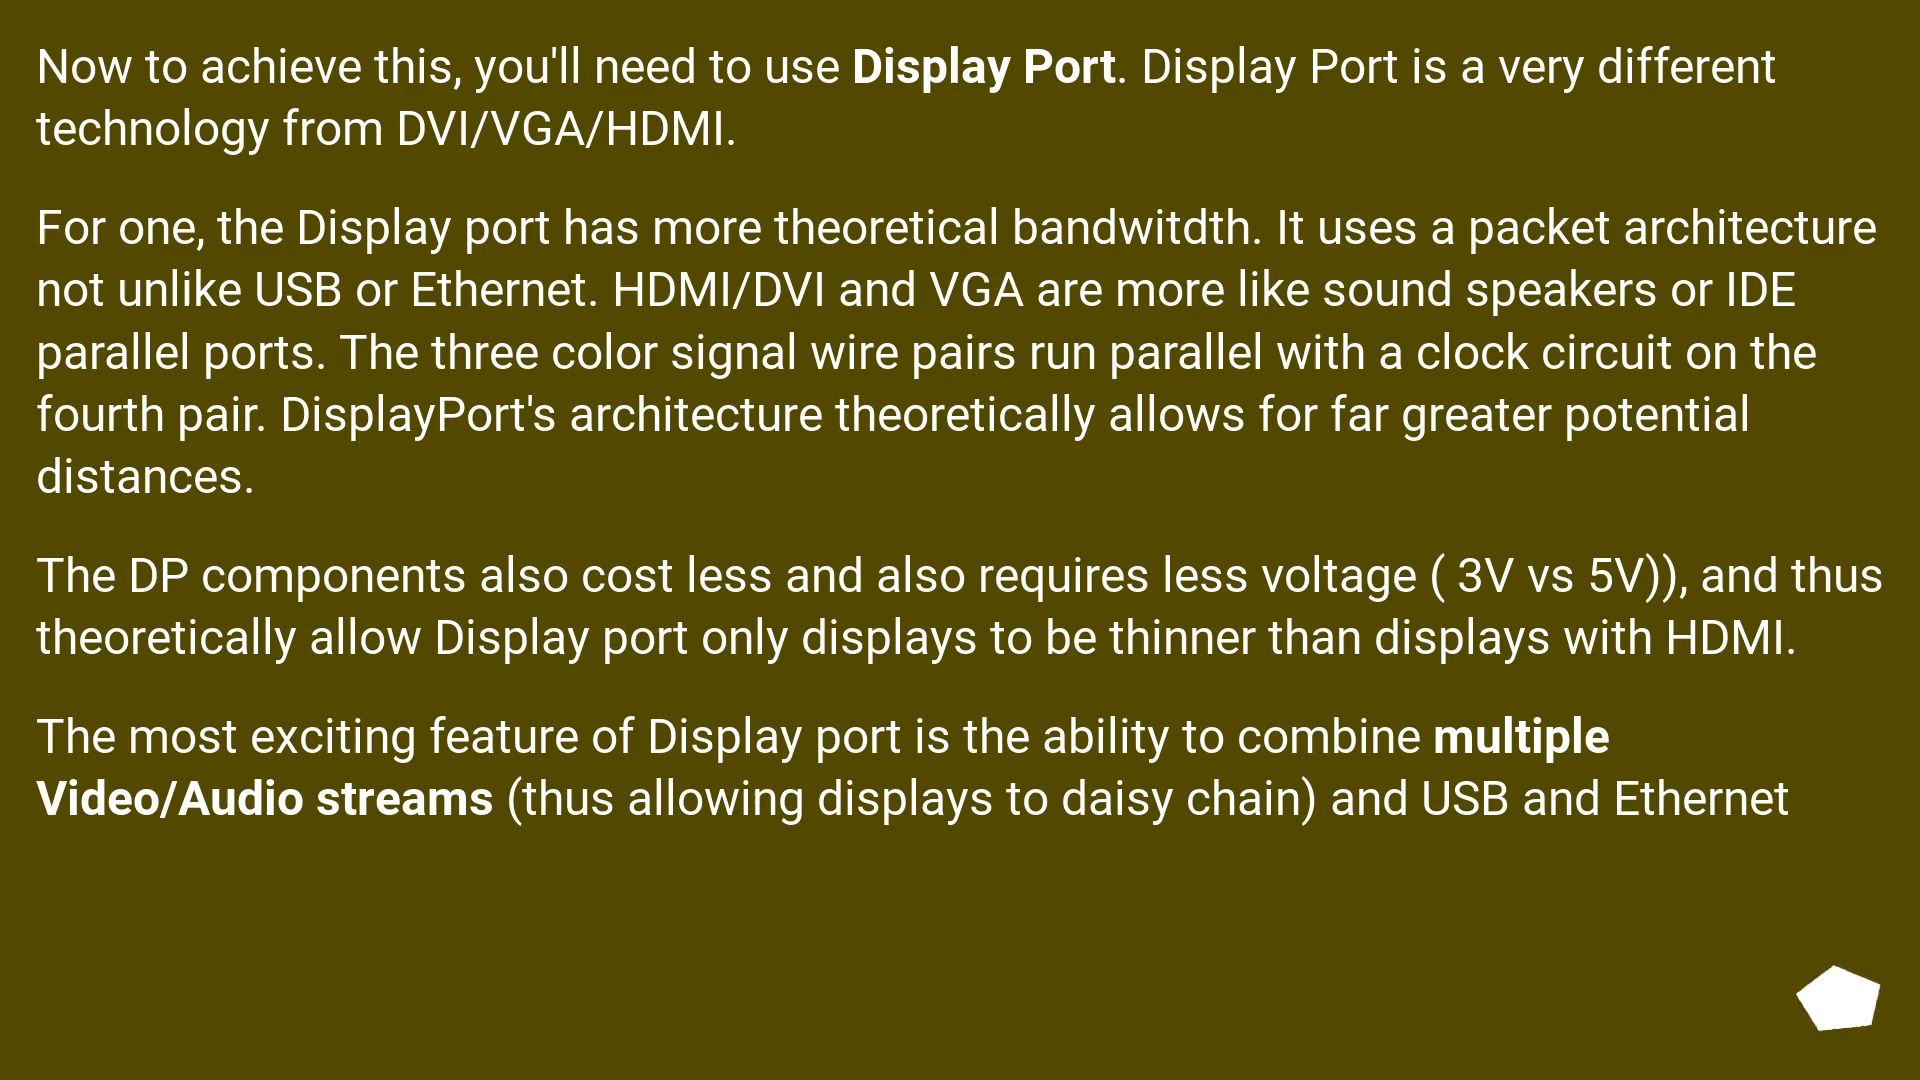 Now to achieve this, you'll need to use Display Port. Display Port is a very different
technology from DVI/VGA/HDMI.
For one, the Display port has more theoretical bandwitdth. It uses a packet architecture
not unlike USB or Ethernet. HDMI/DVI and VGA are more like sound speakers or IDE
parallel ports. The three color signal wire pairs run parallel with a clock circuit on the
fourth pair. DisplayPort's architecture theoretically allows for far greater potential
distances.
The DP components also cost less and also requires less voltage ( 3V vs 5V)), and thus
theoretically allow Display port only displays to be thinner than displays with HDMI.
The most exciting feature of Display port is the ability to combine multiple
Video/Audio streams (thus allowing displays to daisy chain) and USB and Ethernet